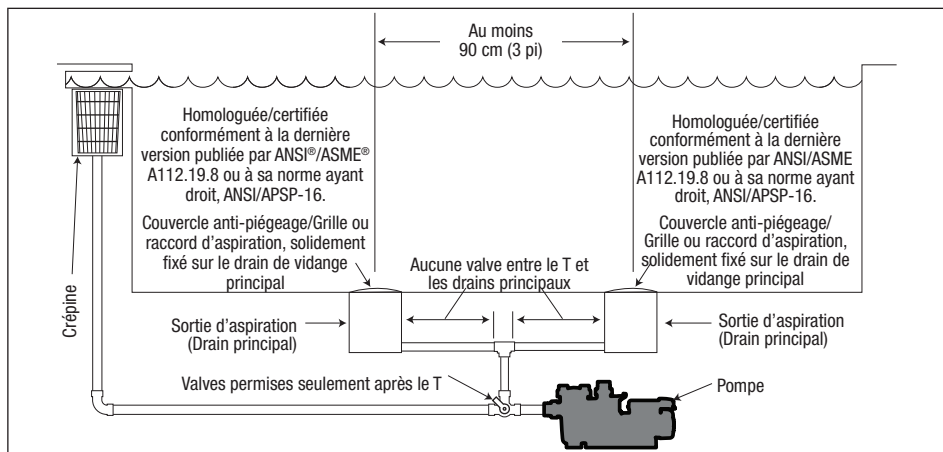 Au moins
90 cm (3 pi)
Homologuée/certifiée
conformément à la dernière
version publiée par ANSI®/ASME®
A112.19.8 ou à sa norme ayant
droit, ANSI/APSP-16.
Couvercle anti-piégeage/Grille ou
raccord d'aspiration, solidement
fixé sur le drain de vidange
principal
Homologuée/certifiée
conformément à la dernière
version publiée par ANSI/ASME
A112.19.8 ou à sa norme ayant
droit, ANSI/APSP-16.
Couvercle anti-piégeage/
Grille ou raccord d'aspiration,
solidement fixé sur le drain de
vidange principal
Crépine
Aucune valve entre le T et
les drains principaux
Sortie d'aspiration
(Drain principal)
Sortie d'aspiration
(Drain principal)
Valves permises seulement après le T
Pompe